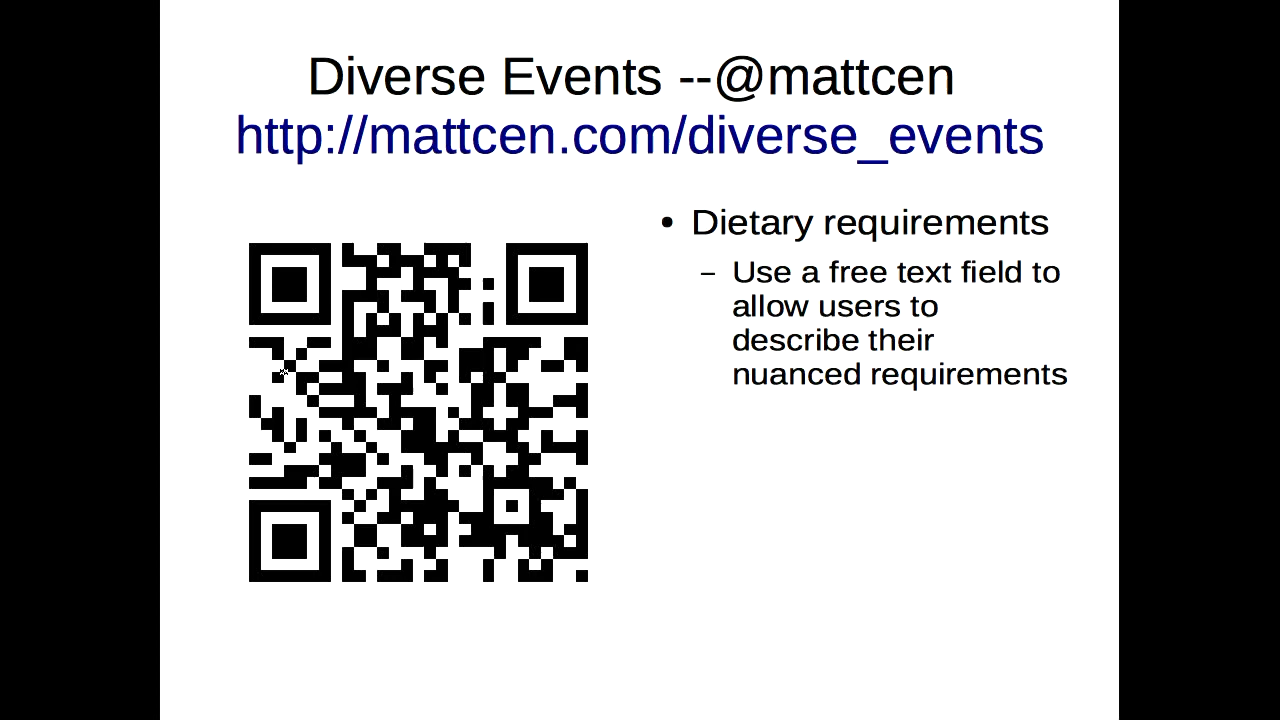 Diverse Events --@mattcen
http://mattcen.com/diverse_events
• Dietary requirements
– Use a free text field to
allow users to
describe their
nuanced requirements